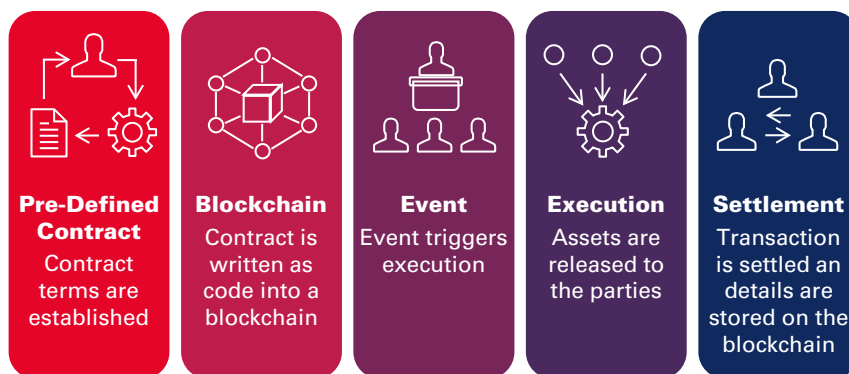 Pre-Defined
Contract
Contract
terms are
established
Blockchain
Contract is
written as
code into a
blockchain
Event
Event triggers
execution
Execution
Assets are
released to
the parties
Settlement
Transaction
is settled an
details are
stored on the
blockchain